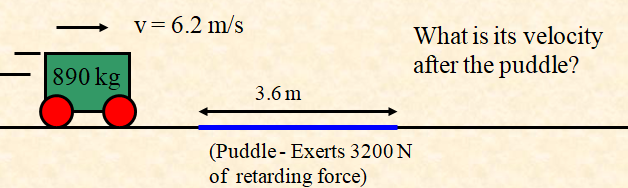 v = 6.2 m/s
What is its velocity
after the puddle?
890 kg
3.6 m
(Puddle - Exerts 3200 N
of retarding force)